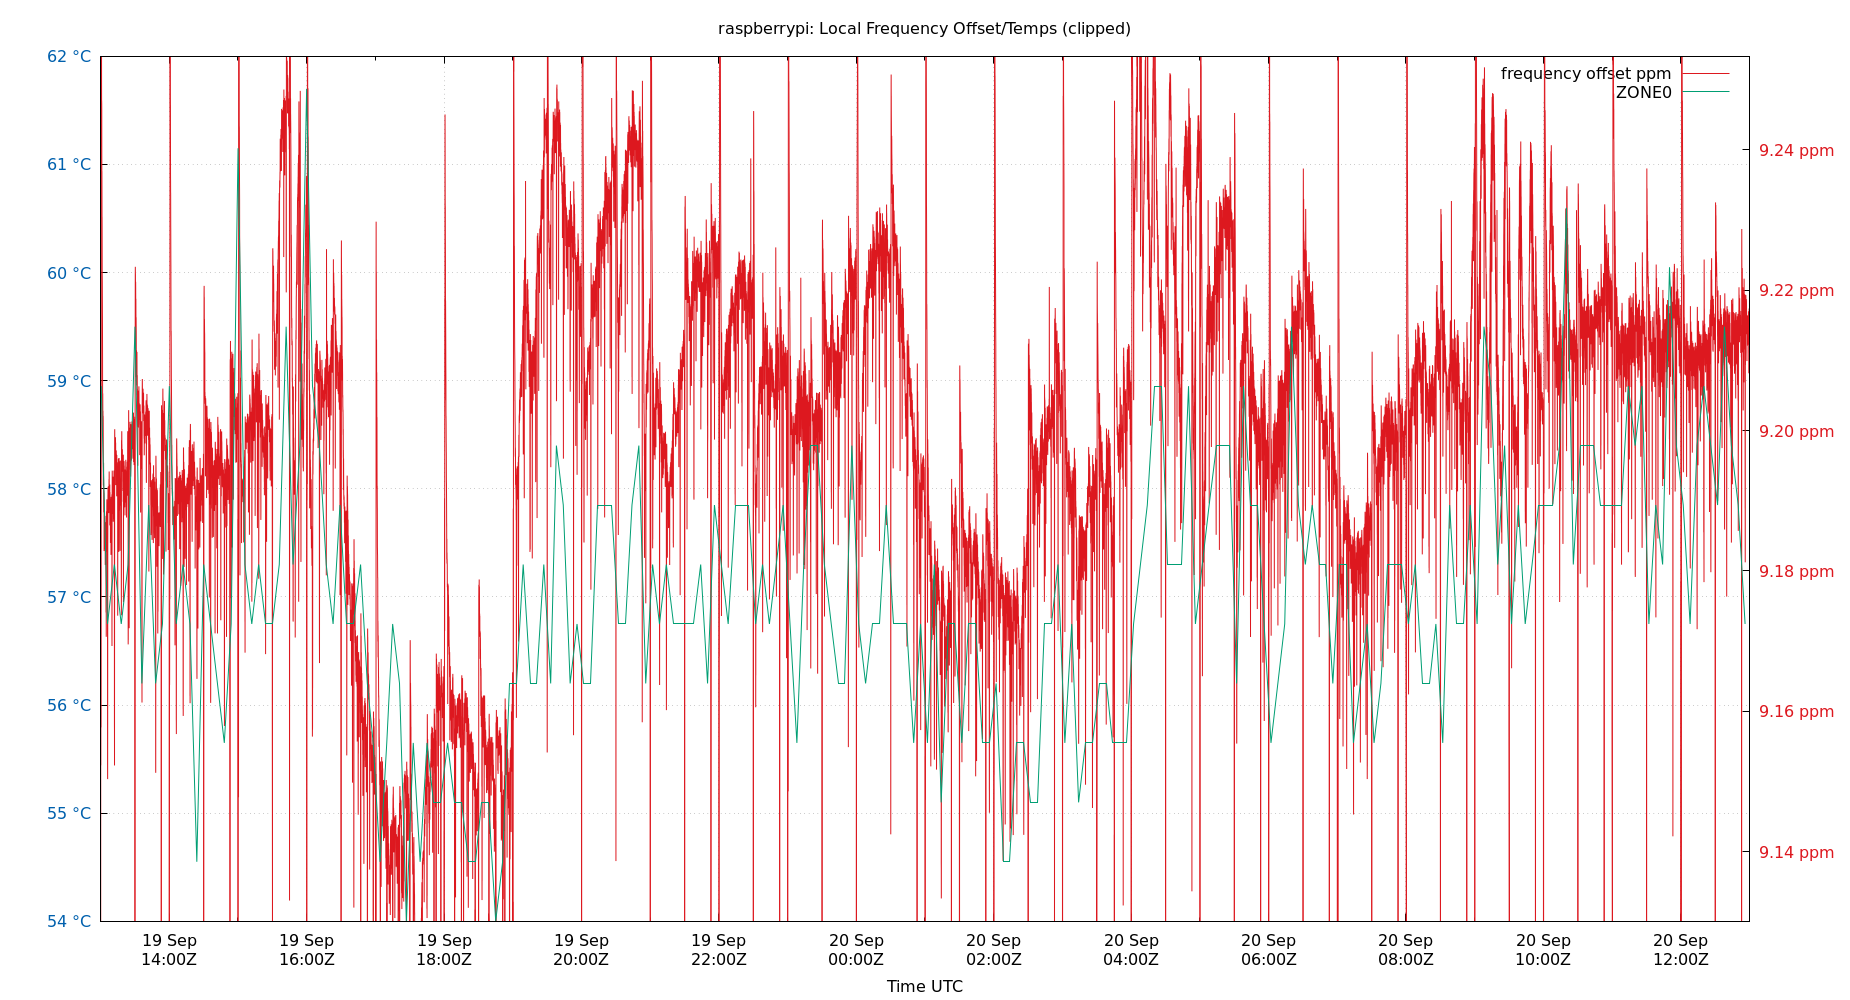 raspberrypi: Local Frequency Offset/Temps (clipped)
62 °C
61 °C
60 °C
59 °C
58 °C
57 °C
56 °C
55 °C
54 °C
frequency offset ppm
ZONE0
9.24 ppm
9.22 ppm
9.20 ppm
9.18 ppm
9.16 ppm
9.14 ppm
19 Sep 19 Sep 19 Sep 19 Sep 19 Sep 20 Sep 20 Sep 20 Sep 20 Sep 20 Sep 20 Sep 20 Sep
14:00Z 16:00Z 18:00Z 20:00Z 22:00Z 00:00Z 02:00Z 04:00Z 06:00Z 08:00Z 10:00Z 12:00Z
Time UTC